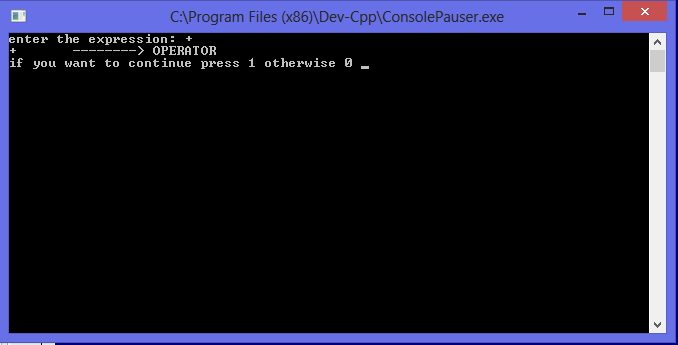 C:\Program Files (x86)\Dev-Cpp\ConsolePauser.exe
enter the expression: +
+       --------> OPERATOR
if you want to continue press 1 otherwise 0 _